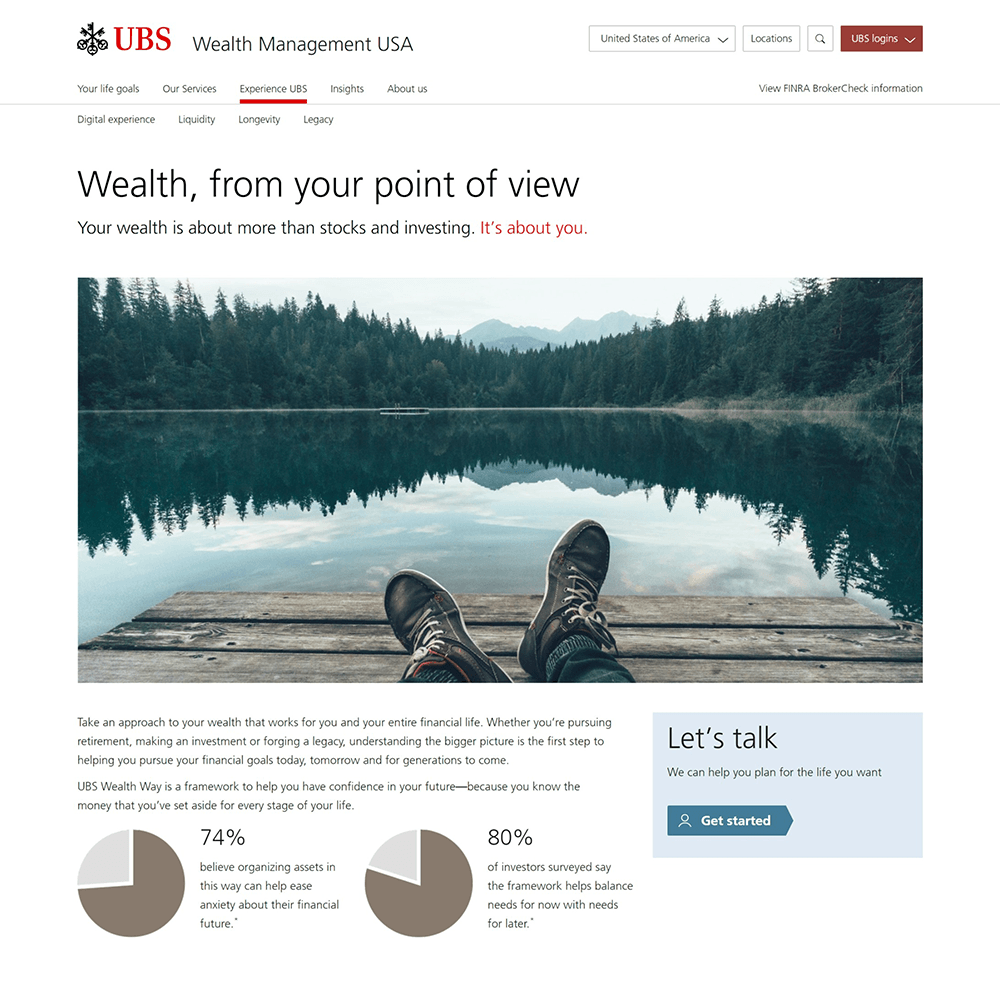 UBS Wealth Management USA
United States of America
Locations
UBS logins
Your life goals
Our Services
Experience UBS
Insights
About us
View FINRA BrokerCheck information
Digital experience
Liquidity
Longevity
Legacy
Wealth, from your point of view
Your wealth is about more than stocks and investing. It’s about you.
Take an approach to your wealth that works for you and your entire financial life. Whether you’re pursuing
retirement, making an investment or forging a legacy, understanding the bigger picture is the first step to
helping you pursue your financial goals today, tomorrow and for generations to come.
UBS Wealth Way is a framework to help you have confidence in your future—because you know the
money that you’ve set aside for every stage of your life.
74%
believe organizing assets in
this way can help ease
anxiety about their financial
future.*
80%
of investors surveyed say
the framework helps balance
needs for now with needs
for later.*
Let’s talk
We can help you plan for the life you want
Get started